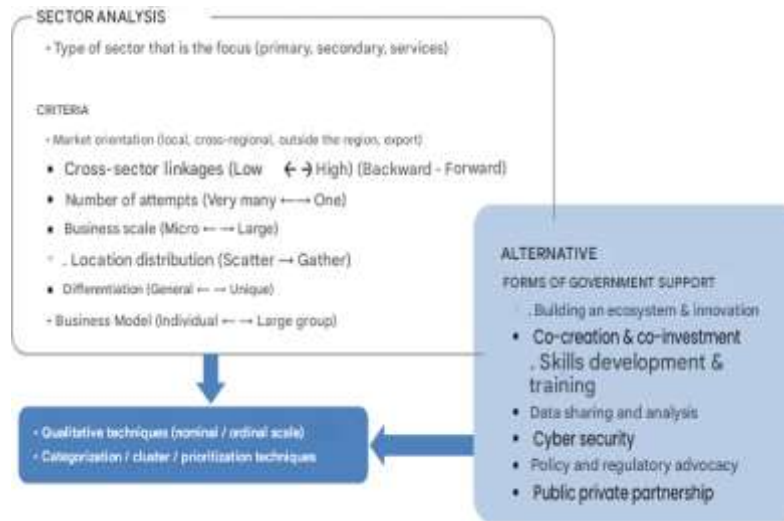 SECTOR ANALYSIS
• Type of sector that is the focus (primary, secondary, services)
CRITERIA
• Market orientation (local, cross-regional, outside the region, export)
• Cross-sector linkages (Low ←→ High) (Backward - Forward)
• Number of attempts (Very many ←→ One)
• Business scale (Micro ←→ Large)
. Location distribution (Scatter → Gather)
• Differentiation (General ←→ Unique)
• Business Model (Individual ←→ Large group)
• Qualitative techniques (nominal / ordinal scale)
• Categorization / cluster / prioritization techniques
ALTERNATIVE
FORMS OF GOVERNMENT SUPPORT
. Building an ecosystem & innovation
• Co-creation & co-investment
. Skills development &
training
• Data sharing and analysis
• Cyber security
• Policy and regulatory advocacy
• Public private partnership